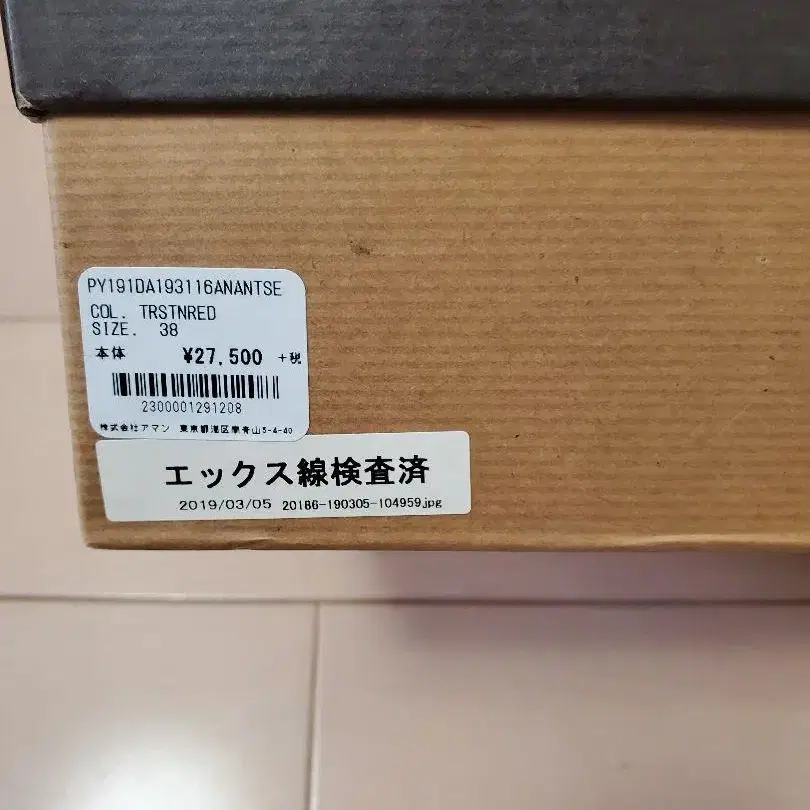 PY191DA193116ANANTSE
COL. TRSTNRED
SIZE. 38
本体 ¥27,500 +税
2300001291208
株式会社アマン 東京都港区南青山5-4-40
エックス線検査済
2019/03/05 20186-190305-104959jpg